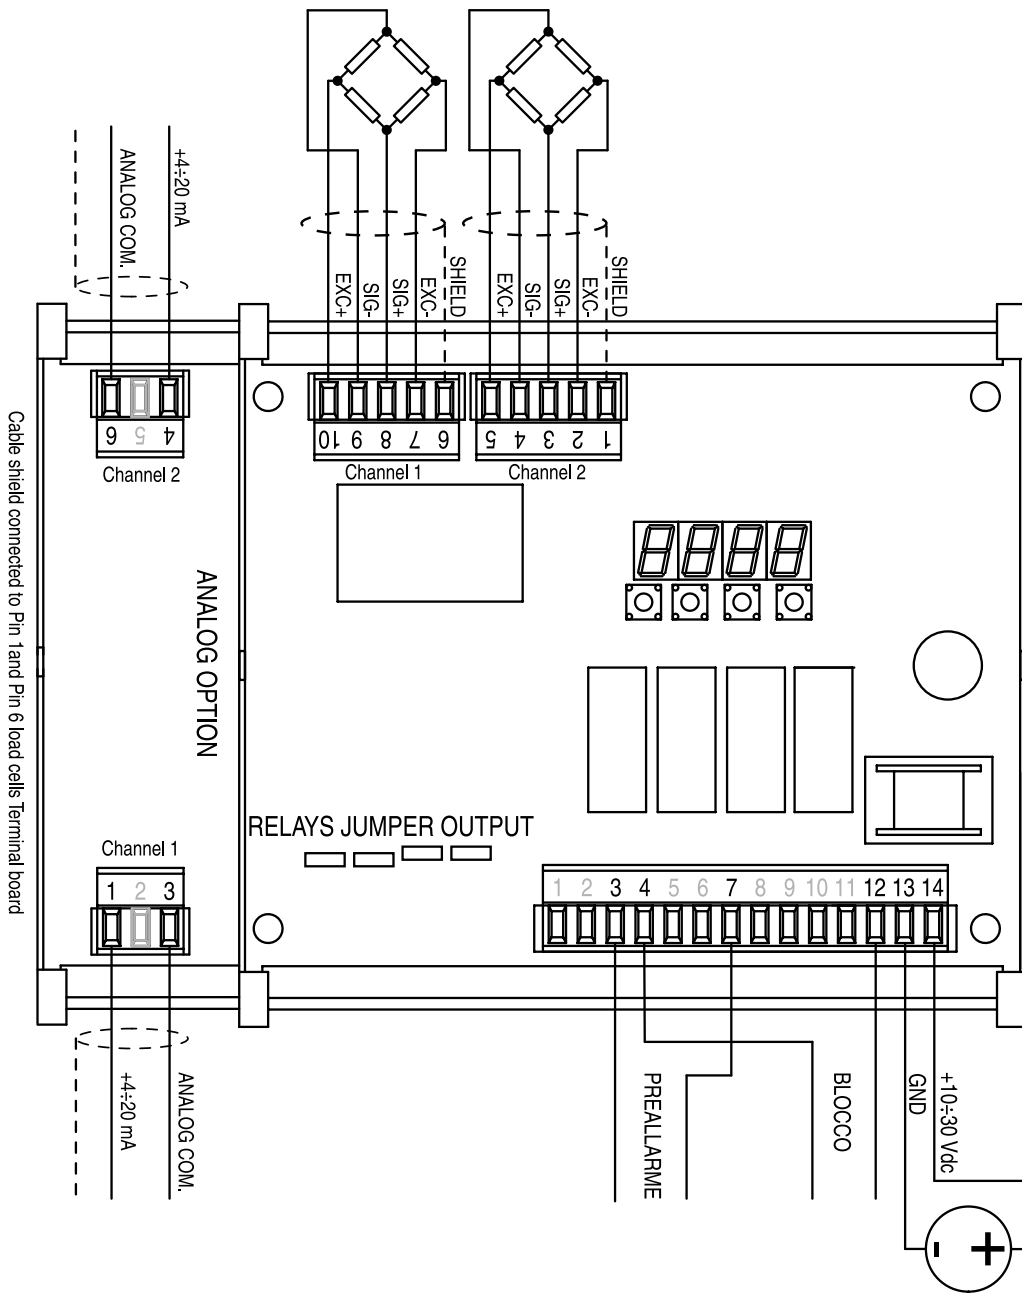 ANALOG COM.
+4÷20 mA
EXC+
SIG-
SIG+
EXC-
SHIELD
EXC+
SIG-
SIG+
EXC-
SHIELD
6 5 4
Channel 2
10 9 8 7 6
Channel 1
5 4 3 2 1
Channel 2
8.8.8.8
Cable shield connected to Pin 1and Pin 6 load cells Terminal board
ANALOG OPTION
RELAYS JUMPER OUTPUT
Channel 1
1 2 3
1 2 3 4 5 6 7 8 9 10 11 12 13 14
+4÷20 mA
ANALOG COM.
PREALLARME
BLOCCO
GND
+10÷30 Vdc
- +